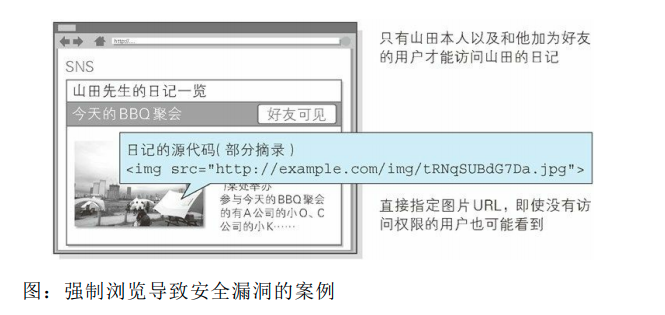 http://...
SNS
山田先生的日记一览
今天的BBQ聚会
好友可见
只有山田本人以及和他加为好友
的用户才能访问山田的日记
日记的源代码(部分摘录)
<img src="http://example.com/img/tRNqSUBdG7Da.jpg">
某处举办
参与今天的BBQ聚会
的有A公司的小O、C
公司的小K……
直接指定图片URL，即使没有访
问权限的用户也可能看到
图：强制浏览导致安全漏洞的案例